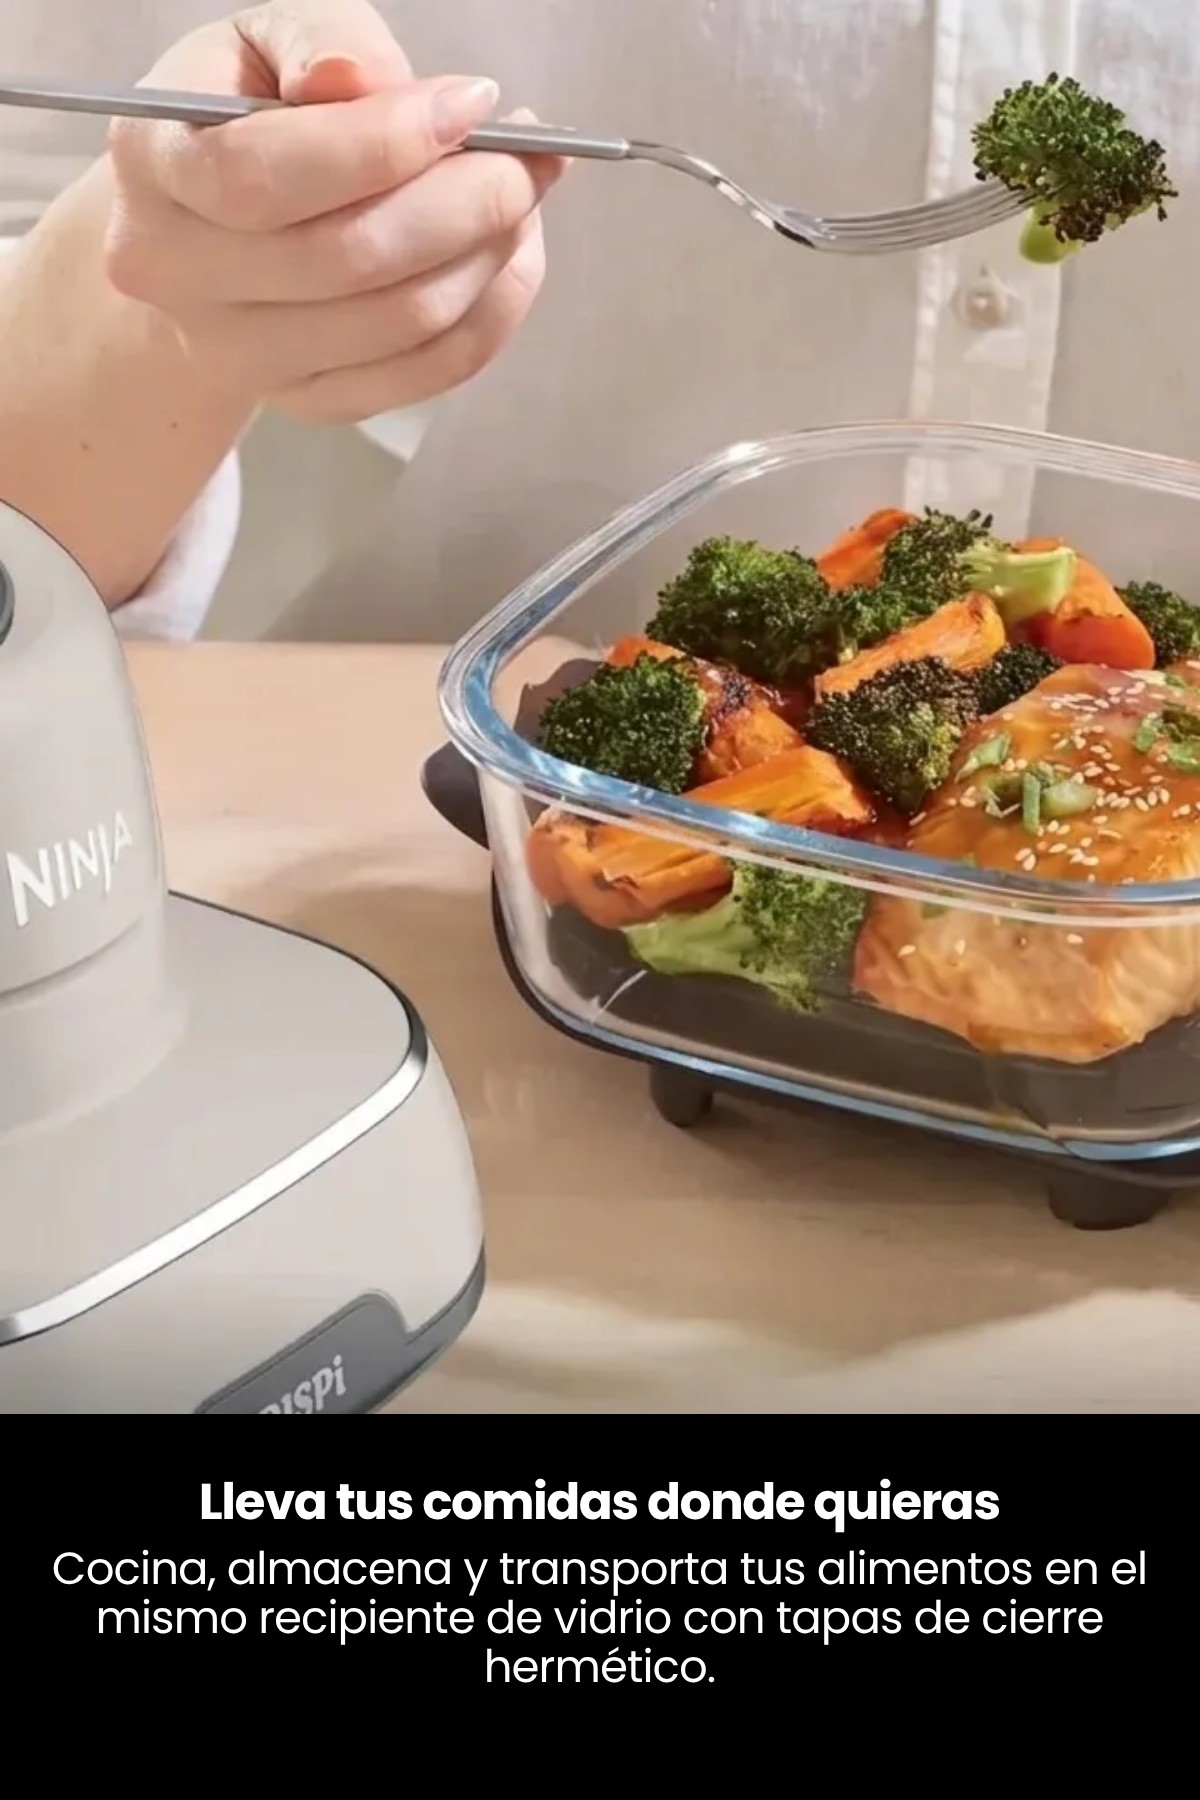 NINJA
Lleva tus comidas donde quieras
Cocina, almacena y transporta tus alimentos en el
mismo recipiente de vidrio con tapas de cierre
hermético.